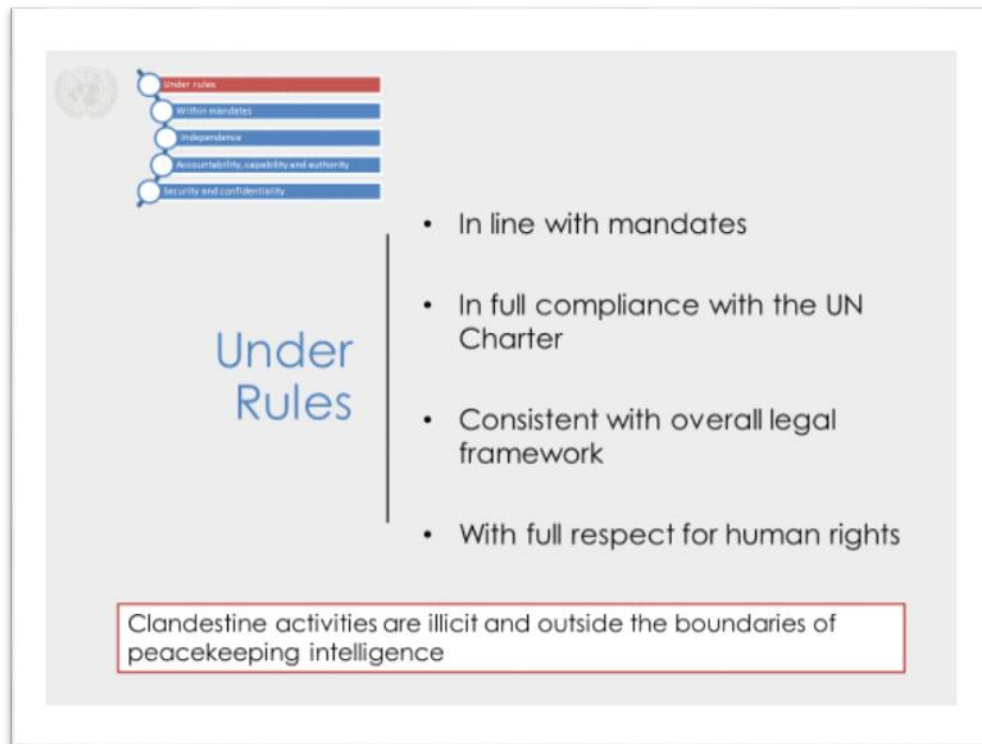 Under rules
Within mandates
Independence
Accountability, capability and authority
Security and confidentiality
Under
Rules
• In line with mandates
• In full compliance with the UN
Charter
• Consistent with overall legal
framework
• With full respect for human rights
Clandestine activities are illicit and outside the boundaries of
peacekeeping intelligence